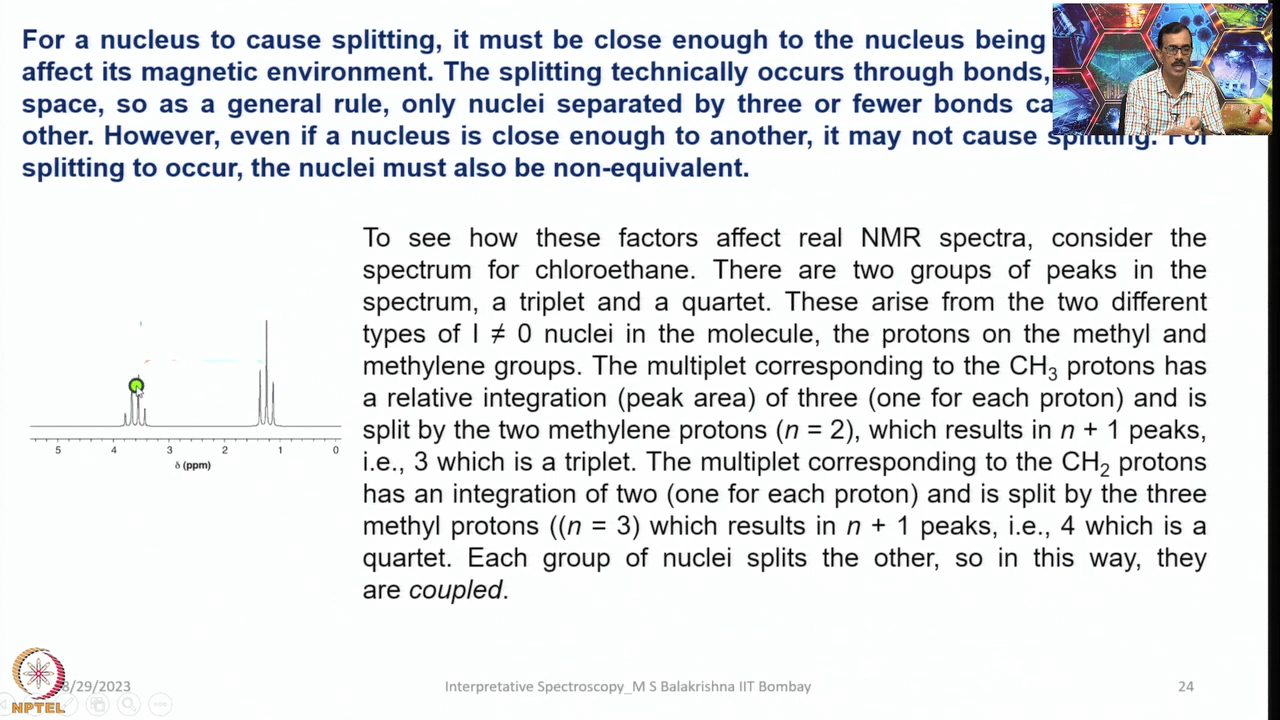 For a nucleus to cause splitting, it must be close enough to the nucleus being
affect its magnetic environment. The splitting technically occurs through bonds,
space, so as a general rule, only nuclei separated by three or fewer bonds ca
other. However, even if a nucleus is close enough to another, it may not cause splitting. For
splitting to occur, the nuclei must also be non-equivalent.
To see how these factors affect real NMR spectra, consider the
spectrum for chloroethane. There are two groups of peaks in the
spectrum, a triplet and a quartet. These arise from the two different
types of I ≠ 0 nuclei in the molecule, the protons on the methyl and
methylene groups. The multiplet corresponding to the CH₃ protons has
a relative integration (peak area) of three (one for each proton) and is
split by the two methylene protons (n = 2), which results in n + 1 peaks,
i.e., 3 which is a triplet. The multiplet corresponding to the CH₂ protons
has an integration of two (one for each proton) and is split by the three
methyl protons ((n = 3) which results in n + 1 peaks, i.e., 4 which is a
quartet. Each group of nuclei splits the other, so in this way, they
are coupled.
5 4 3 2 1 0
δ (ppm)
8/29/2023
Interpretative Spectroscopy_M S Balakrishna IIT Bombay
24
NPTEL